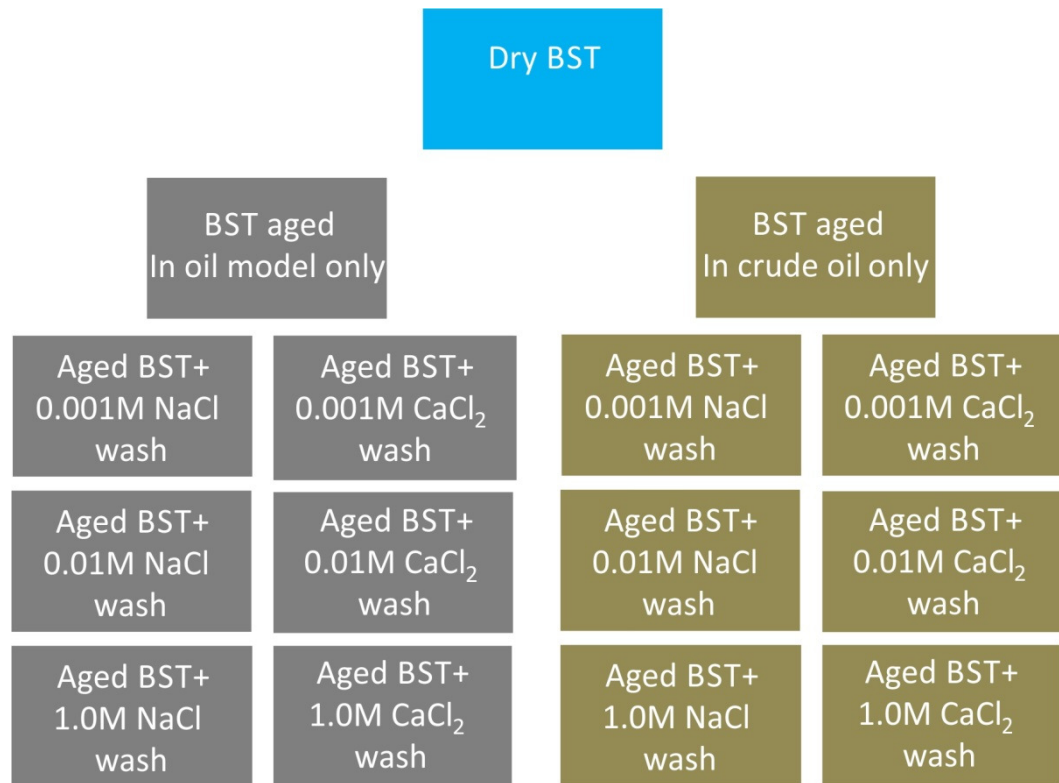 Dry BST
BST aged
In oil model only
BST aged
In crude oil only
Aged BST+
0.001M NaCl
wash
Aged BST+
0.001M CaCl₂
wash
Aged BST+
0.001M NaCl
wash
Aged BST+
0.001M CaCl₂
wash
Aged BST+
0.01M NaCl
wash
Aged BST+
0.01M CaCl₂
wash
Aged BST+
0.01M NaCl
wash
Aged BST+
0.01M CaCl₂
wash
Aged BST+
1.0M NaCl
wash
Aged BST+
1.0M CaCl₂
wash
Aged BST+
1.0M NaCl
wash
Aged BST+
1.0M CaCl₂
wash